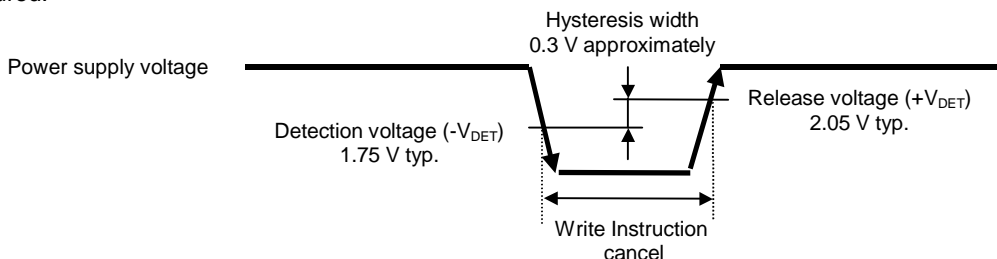 Hysteresis width
0.3 V approximately
Power supply voltage
Release voltage (+VDET)
2.05 V typ.
Detection voltage (-VDET)
1.75 V typ.
Write Instruction
cancel